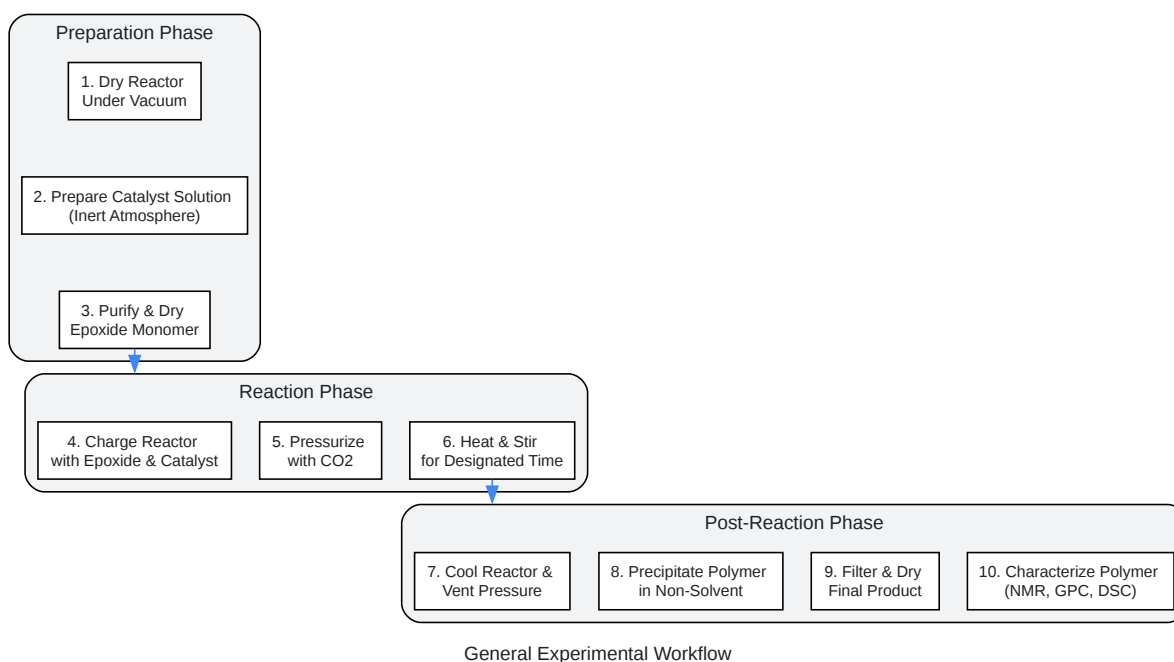 Preparation Phase
1. Dry Reactor
Under Vacuum
2. Prepare Catalyst Solution
(Inert Atmosphere)
3. Purify & Dry
Epoxide Monomer
Reaction Phase
4. Charge Reactor
with Epoxide & Catalyst
5. Pressurize
with CO2
6. Heat & Stir
for Designated Time
Post-Reaction Phase
7. Cool Reactor &
Vent Pressure
8. Precipitate Polymer
in Non-Solvent
9. Filter & Dry
Final Product
10. Characterize Polymer
(NMR, GPC, DSC)
General Experimental Workflow